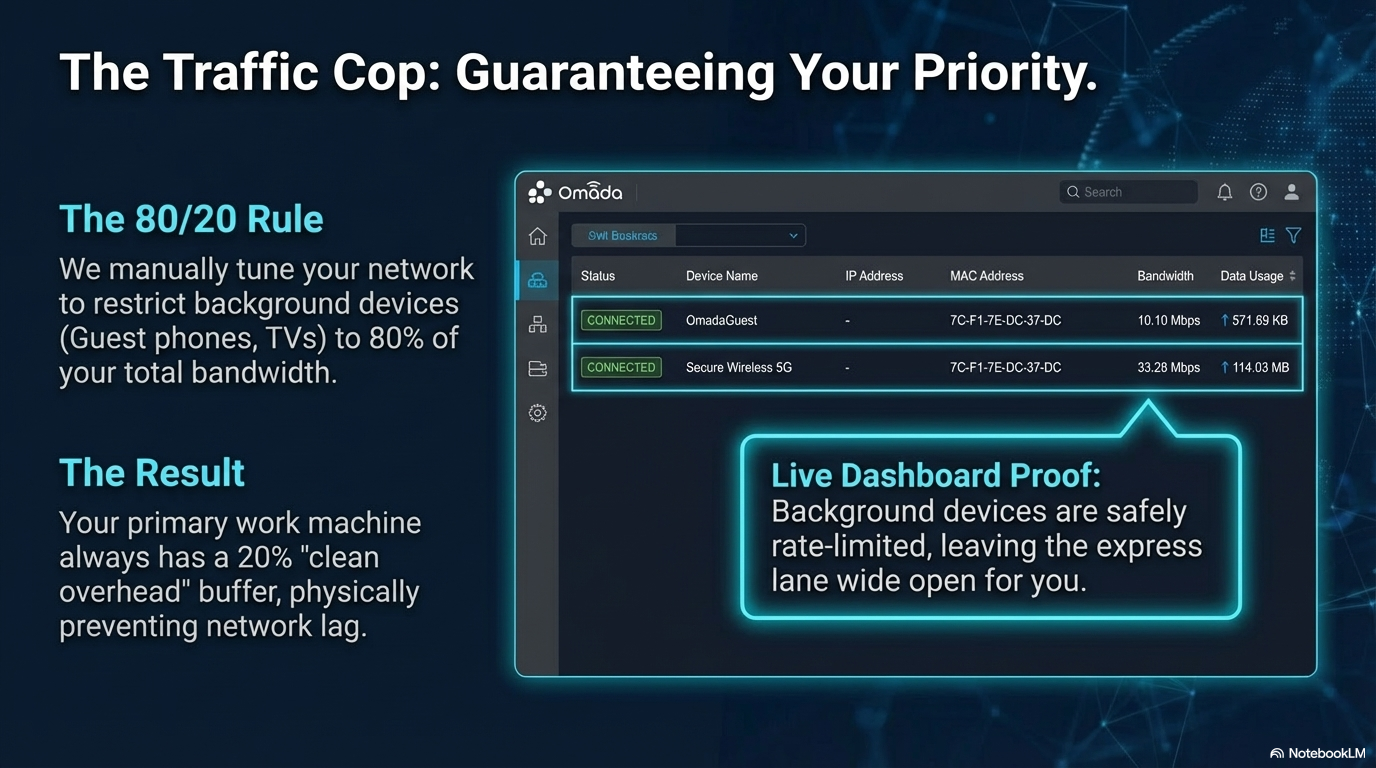 The Traffic Cop: Guaranteeing Your Priority.
The 80/20 Rule
We manually tune your network
to restrict background devices
(Guest phones, TVs) to 80% of
your total bandwidth.
The Result
Your primary work machine
always has a 20% "clean
overhead" buffer, physically
preventing network lag.
Omada
Search
Status Device Name IP Address MAC Address Bandwidth Data Usage
CONNECTED OmadaGuest - 7C-F1-7E-DC-37-DC 10.10 Mbps ↑ 571.69 KB
CONNECTED Secure Wireless 5G - 7C-F1-7E-DC-37-DC 33.28 Mbps ↑ 114.03 MB
Live Dashboard Proof:
Background devices are safely
rate-limited, leaving the express
lane wide open for you.
NotebookLM